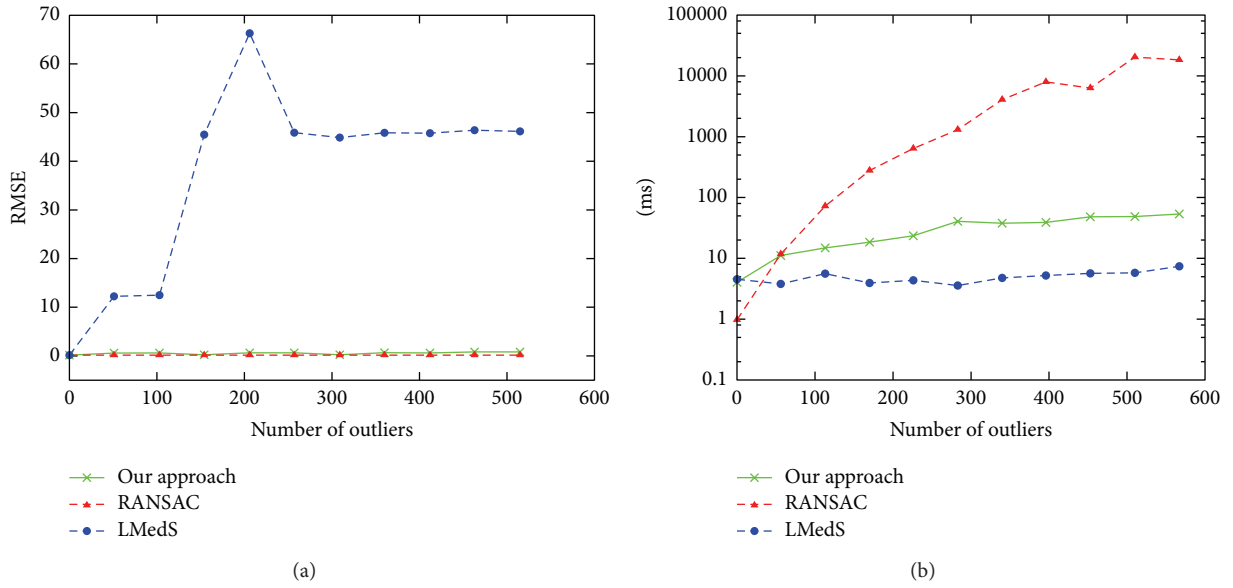 70
60
50
40
30
20
10
0
RMSE
0 100 200 300 400 500 600
Number of outliers
Our approach
RANSAC
LMedS
(a)
100000
10000
1000
100
10
1
0.1
(ms)
0 100 200 300 400 500 600
Number of outliers
Our approach
RANSAC
LMedS
(b)